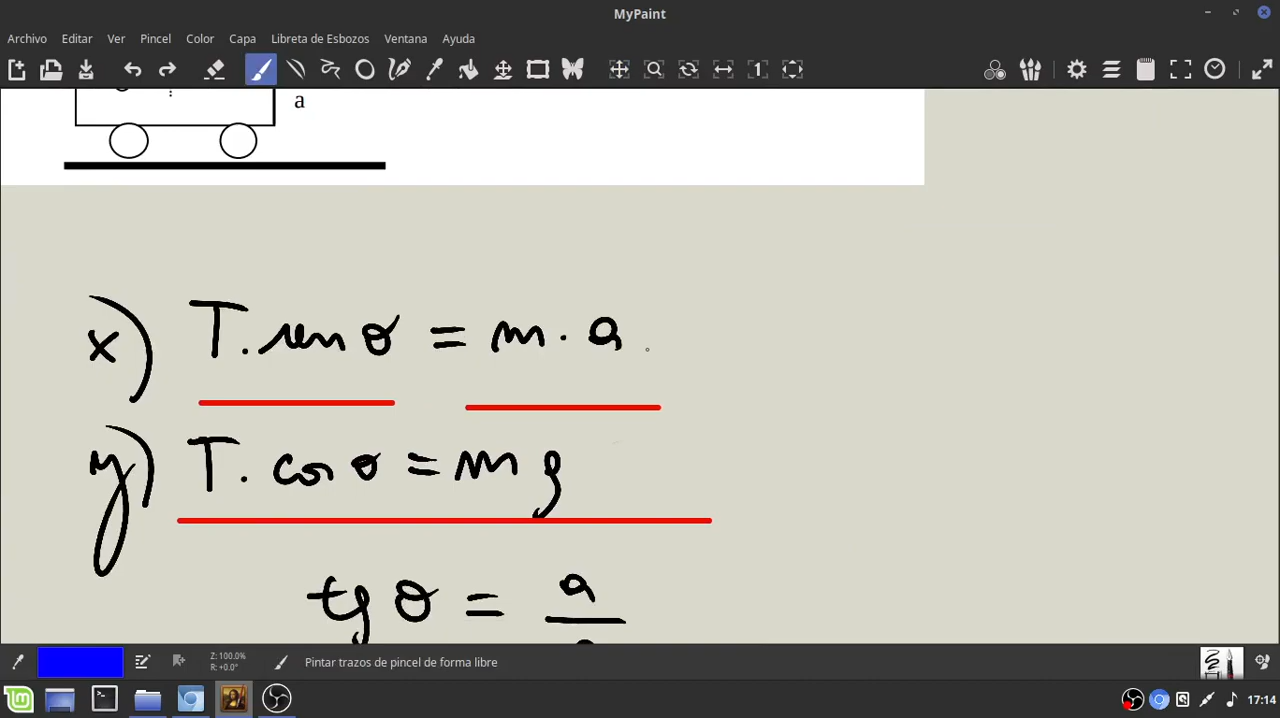 MyPaint
Archivo Editar Ver Pincel Color Capa Libreta de Esbozos Ventana Ayuda
a
x) T. sen θ = m . a
y) T. cos θ = m g
tg θ = a
Z: 100.0%
R: +0.0°
Pintar trazos de pincel de forma libre
17:14